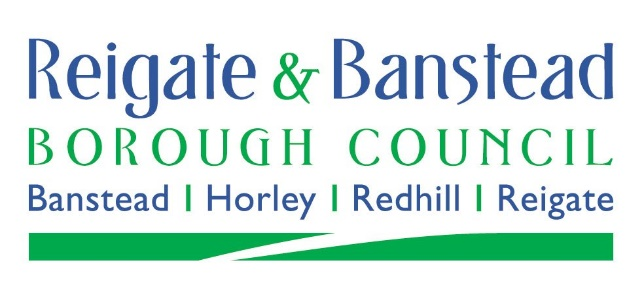 Reigate & Banstead
BOROUGH COUNCIL
Banstead | Horley | Redhill | Reigate